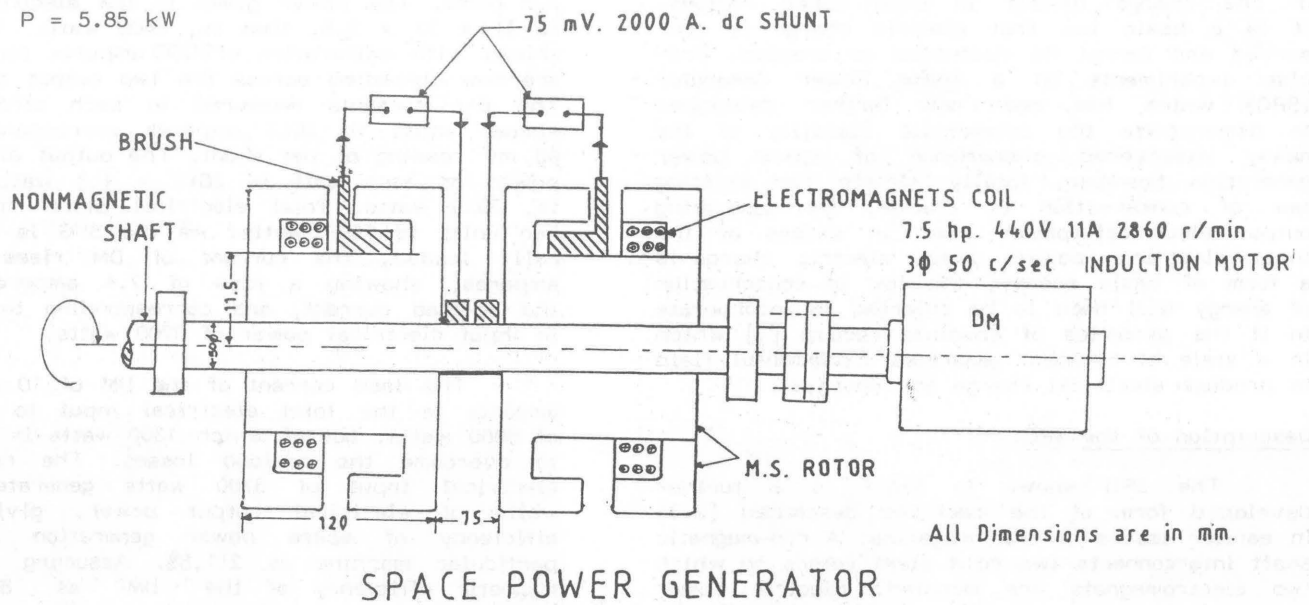 P = 5.85 kW
75 mV. 2000 A. dc SHUNT
BRUSH
NONMAGNETIC
SHAFT
ELECTROMAGNETS COIL
7.5 hp. 440V 11A 2860 r/min
3ϕ 50 c/sec INDUCTION MOTOR
11.5
50ϕ
DM
M.S. ROTOR
120
75
All Dimensions are in mm.
SPACE POWER GENERATOR